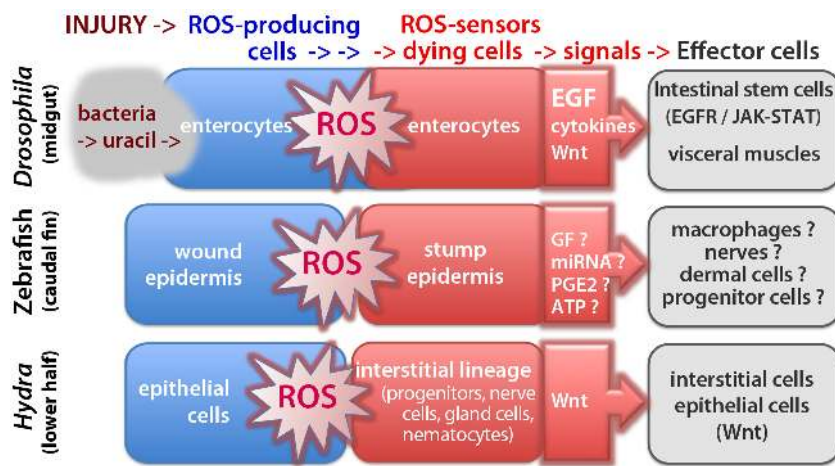 INJURY -> ROS-producing cells -> ->
ROS-sensors
-> dying cells -> signals -> Effector cells
Drosophila
(midgut)
bacteria
-> uracil ->
enterocytes
ROS
enterocytes
EGF
cytokines
Wnt
Intestinal stem cells
(EGFR / JAK-STAT)
visceral muscles
Zebrafish
(caudal fin)
wound
epidermis
ROS
stump
epidermis
GF ?
miRNA ?
PGE2 ?
ATP ?
macrophages ?
nerves ?
dermal cells ?
progenitor cells ?
Hydra
(lower half)
epithelial
cells
ROS
interstitial lineage
(progenitors, nerve
cells, gland cells,
nematocytes)
Wnt
interstitial cells
epithelial cells
(Wnt)